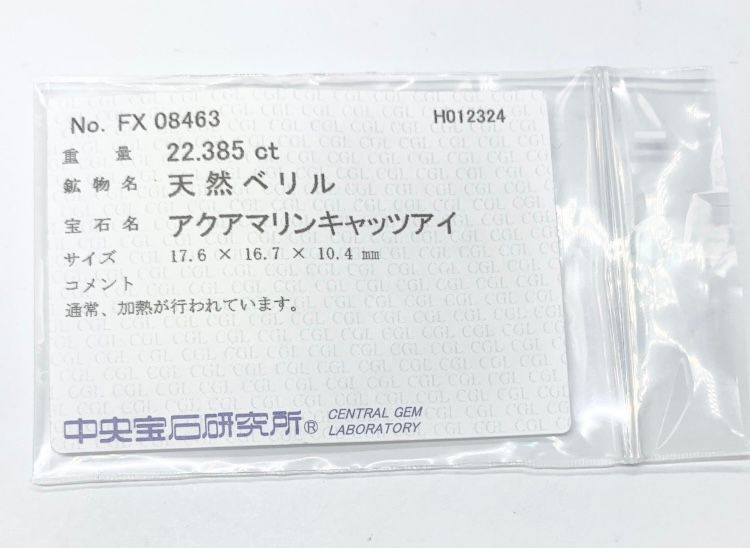 No. FX 08463 H012324
重量 22.385 ct
鉱物名 天然ベリル
宝石名 アクアマリンキャッツアイ
サイズ 17.6 × 16.7 × 10.4 mm
コメント
通常、加熱が行われています。
中央宝石研究所® CENTRAL GEM
LABORATORY